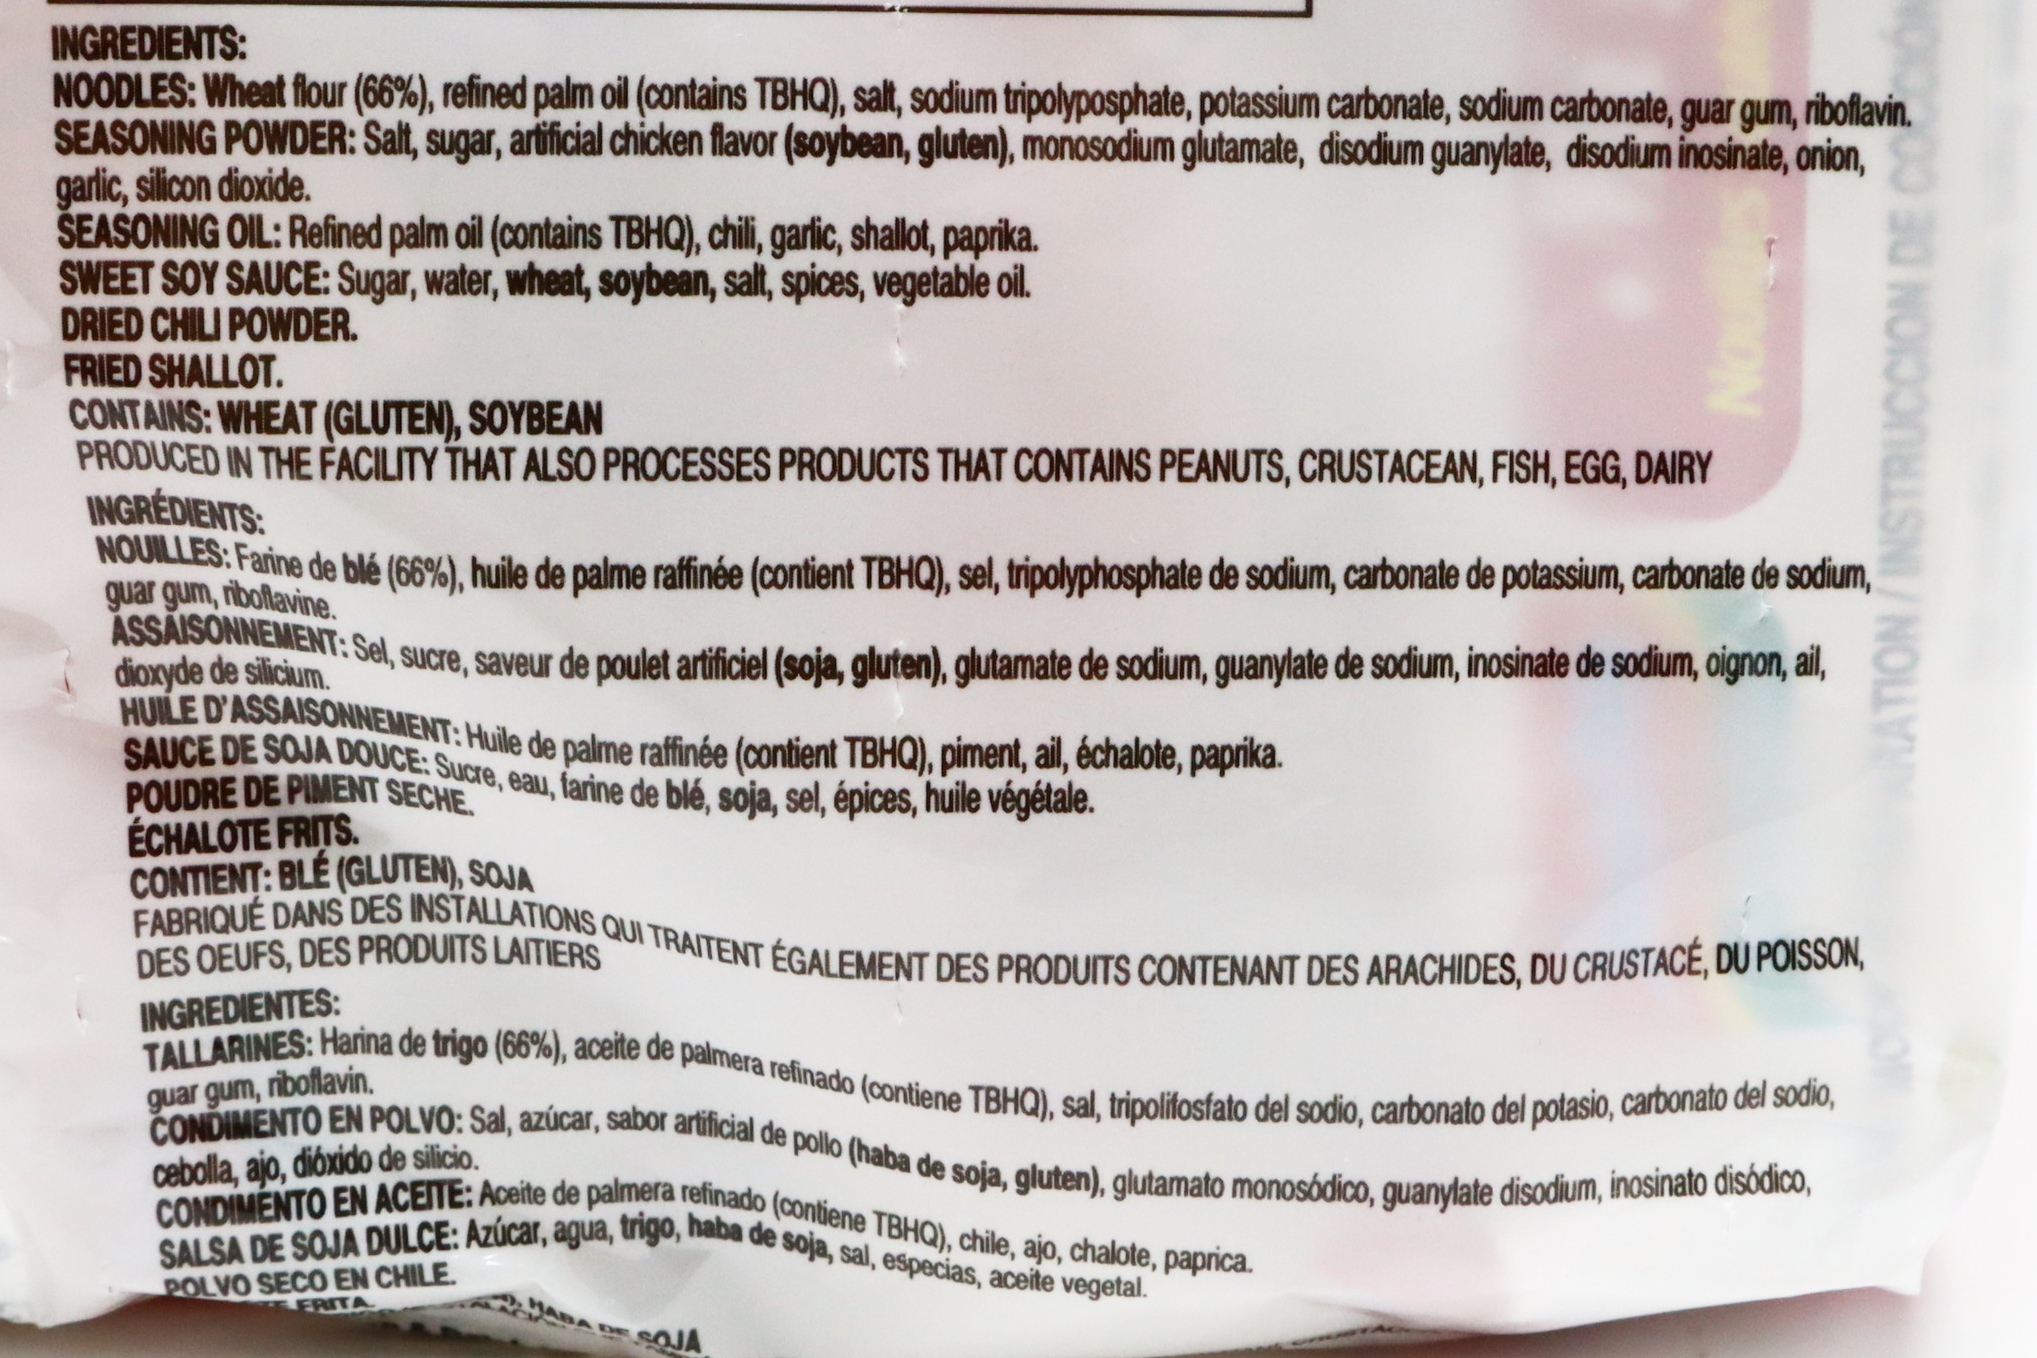 INGREDIENTS:
NOODLES: Wheat flour (66%), refined palm oil (contains TBHQ), salt, sodium tripolyposphate, potassium carbonate, sodium carbonate, guar gum, riboflavin.
SEASONING POWDER: Salt, sugar, artificial chicken flavor (soybean, gluten), monosodium glutamate, disodium guanylate, disodium inosinate, onion,
garlic, silicon dioxide.
SEASONING OIL: Refined palm oil (contains TBHQ), chili, garlic, shallot, paprika.
SWEET SOY SAUCE: Sugar, water, wheat, soybean, salt, spices, vegetable oil.
DRIED CHILI POWDER.
FRIED SHALLOT.
CONTAINS: WHEAT (GLUTEN), SOYBEAN
PRODUCED IN THE FACILITY THAT ALSO PROCESSES PRODUCTS THAT CONTAINS PEANUTS, CRUSTACEAN, FISH, EGG, DAIRY
INGRÉDIENTS:
NOUILLES: Farine de blé (66%), huile de palme raffinée (contient TBHQ), sel, tripolyphosphate de sodium, carbonate de potassium, carbonate de sodium,
guar gum, riboflavine.
ASSAISONNEMENT: Sel, sucre, saveur de poulet artificiel (soja, gluten), glutamate de sodium, guanylate de sodium, inosinate de sodium, oignon, ail,
dioxyde de silicium.
HUILE D'ASSAISONNEMENT: Huile de palme raffinée (contient TBHQ), piment, ail, échalote, paprika.
SAUCE DE SOJA DOUCE: Sucre, eau, farine de blé, soja, sel, épices, huile végétale.
POUDRE DE PIMENT SECHE.
ÉCHALOTE FRITS.
CONTIENT: BLÉ (GLUTEN), SOJA
FABRIQUÉ DANS DES INSTALLATIONS QUI TRAITENT ÉGALEMENT DES PRODUITS CONTENANT DES ARACHIDES, DU CRUSTACÉ, DU POISSON,
DES OEUFS, DES PRODUITS LAITIERS
INGREDIENTES:
TALLARINES: Harina de trigo (66%), aceite de palmera refinado (contiene TBHQ), sal, tripolifosfato del sodio, carbonato del potasio, carbonato del sodio,
guar gum, riboflavin.
CONDIMENTO EN POLVO: Sal, azúcar, sabor artificial de pollo (haba de soja, gluten), glutamato monosódico, guanylate disodium, inosinato disódico,
cebolla, ajo, dióxido de silicio.
CONDIMENTO EN ACEITE: Aceite de palmera refinado (contiene TBHQ), chile, ajo, chalote, paprica.
SALSA DE SOJA DULCE: Azúcar, agua, trigo, haba de soja, sal, especias, aceite vegetal.
POLVO SECO EN CHILE.
FRITA
HABA DE SOJA
Nouilles
/ INSTRUCCION DE COCCIÓN